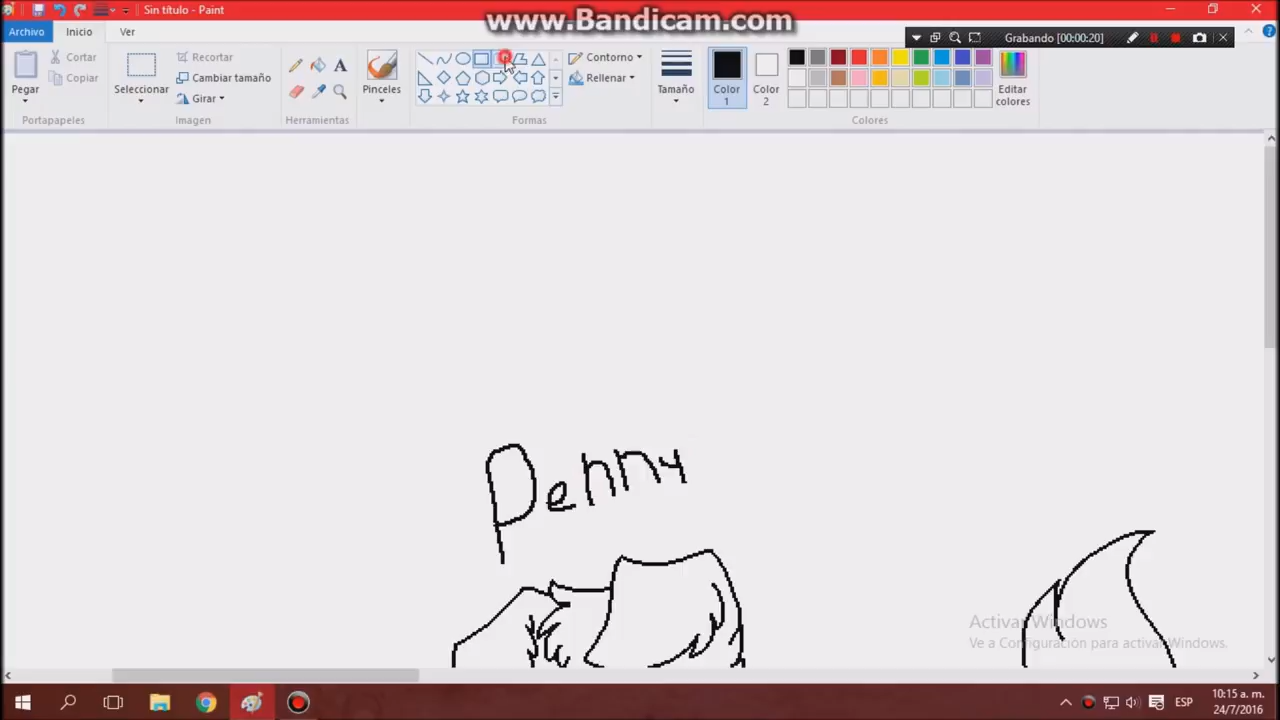 www.Bandicam.com
Sin título - Paint
Archivo
Inicio
Ver
Grabando [00:00:20]
Pegar
Cortar
Copiar
Portapapeles
Seleccionar
Recortar
Cambiar tamaño
Girar
Imagen
A
Herramientas
Pinceles
Contorno
Rellenar
Formas
Tamaño
Color
1
Color
2
Editar
colores
Colores
Penny
Activar Windows
Ve a Configuración para activar Windows.
ESP
10:15 a. m.
24/7/2016